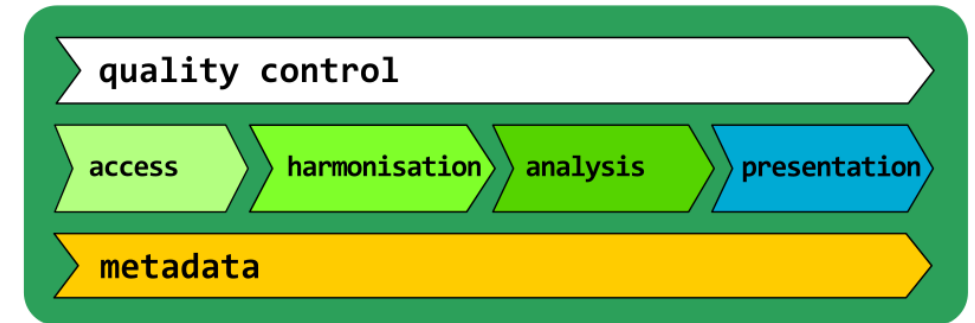 quality control
access harmonisation analysis presentation
metadata